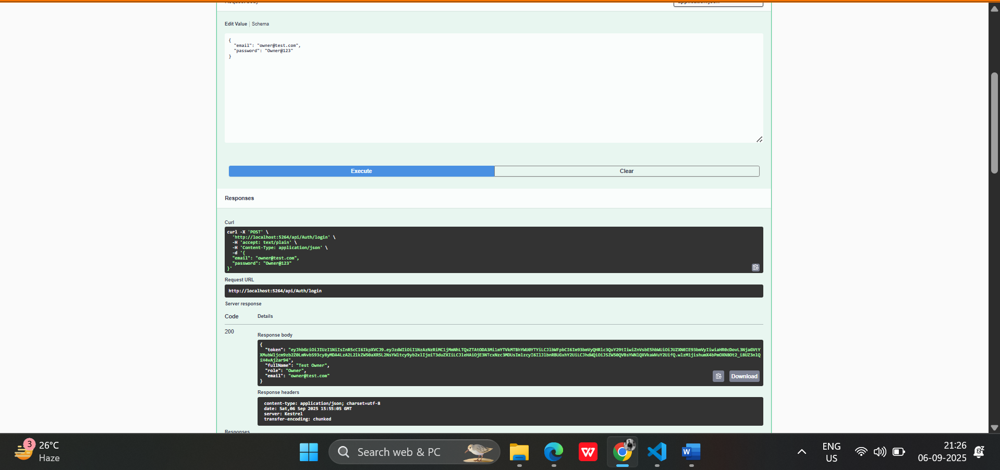 Edit Value | Schema
{
"email": "owner@test.com",
"password": "Owner@123"
}
Execute
Clear
Responses
Curl
curl -X 'POST' \
'http://localhost:5264/api/Auth/login' \
-H 'accept: text/plain' \
-H 'Content-Type: application/json' \
-d '{
"email": "owner@test.com",
"password": "Owner@123"
}'
Request URL
http://localhost:5264/api/Auth/login
Server response
Code
Details
200
Response body
{
"token":
"fullName": "Test Owner",
"role": "Owner",
"email": "owner@test.com"
}
Download
Response headers
content-type: application/json; charset=utf-8
date: Sat,06 Sep 2025 15:55:05 GMT
server: Kestrel
transfer-encoding: chunked
Responses
3
26°C
Haze
Search web & PC
W
ENG
US
21:26
06-09-2025